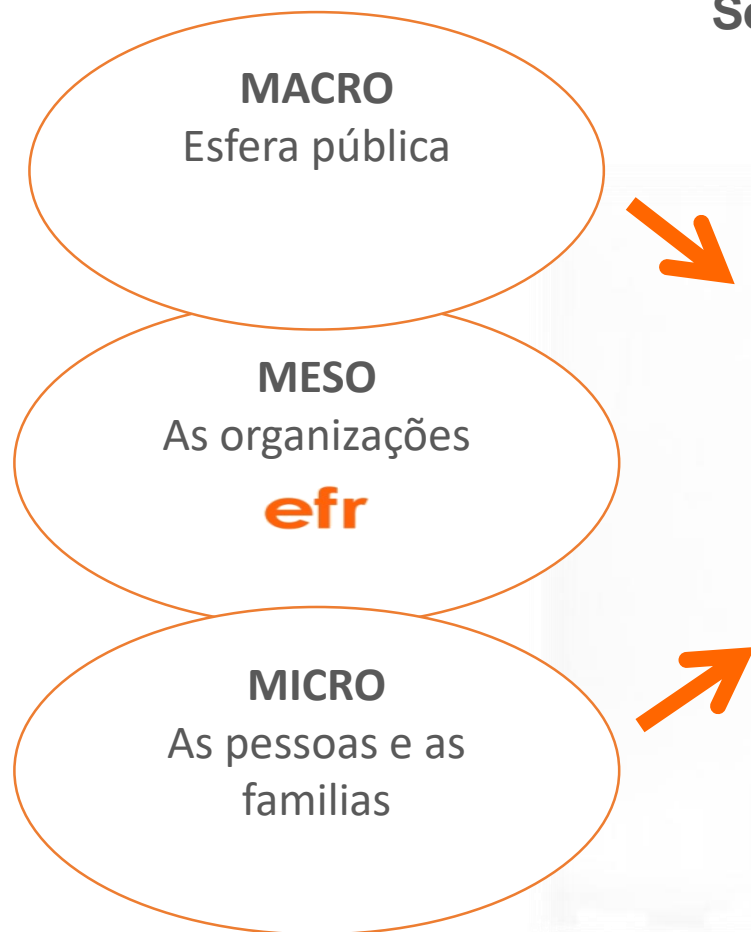 MACRO
Esfera pública
MESO
As organizações
efr
MICRO
As pessoas e as
familias